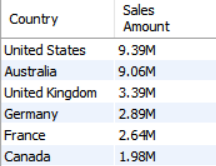 Country Sales Amount
United States 9.39M
Australia 9.06M
United Kingdom 3.39M
Germany 2.89M
France 2.64M
Canada 1.98M